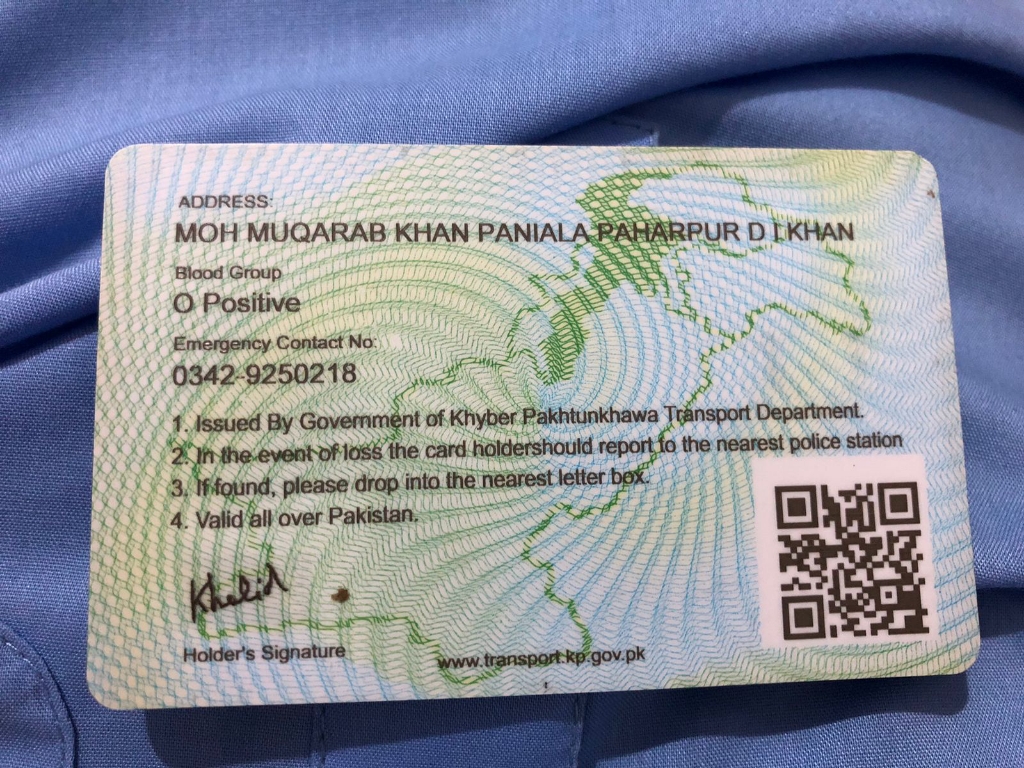 ADDRESS:
MOH MUQARAB KHAN PANIALA PAHARPUR D I KHAN
Blood Group
O Positive
Emergency Contact No:
0342-9250218
1. Issued By Government of Khyber Pakhtunkhawa Transport Department.
2. In the event of loss the card holdershould report to the nearest police station
3. If found, please drop into the nearest letter box.
4. Valid all over Pakistan.
Khalid
Holder's Signature
www.transport.kp.gov.pk